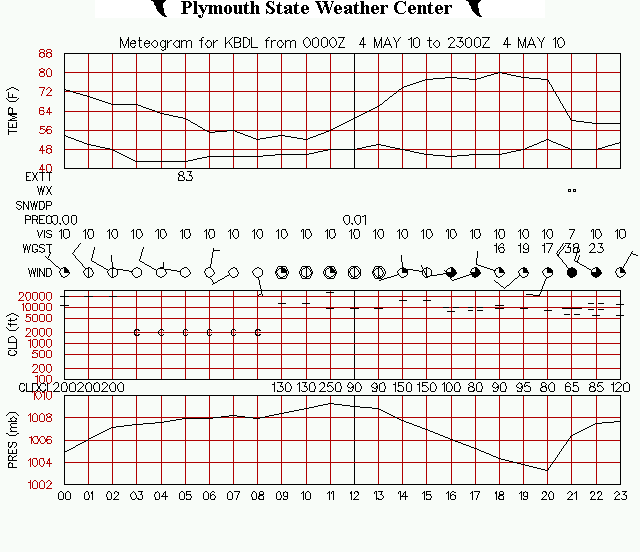 Plymouth State Weather Center
Meteogram for KBDL from 0000Z 4 MAY 10 to 2300Z 4 MAY 10
88
80
72
64
56
48
40
TEMP (F)
EXTT 83
WX
SNWDP
PREC0.00 0.01
VIS 10 10 10 10 10 10 10 10 10 10 10 10 10 10 10 10 10 10 10 10 10 7 10 10
WGST 16 19 17 38 23
WIND
20000
10000
5000
2000
1000
500
200
100
CLD (ft)
C C C C C C
CLDCL200200200 130 130 250 90 90 150 150 100 80 90 95 80 65 85 120
1010
1008
1006
1004
1002
PRES (mb)
00 01 02 03 04 05 06 07 08 09 10 11 12 13 14 15 16 17 18 19 20 21 22 23